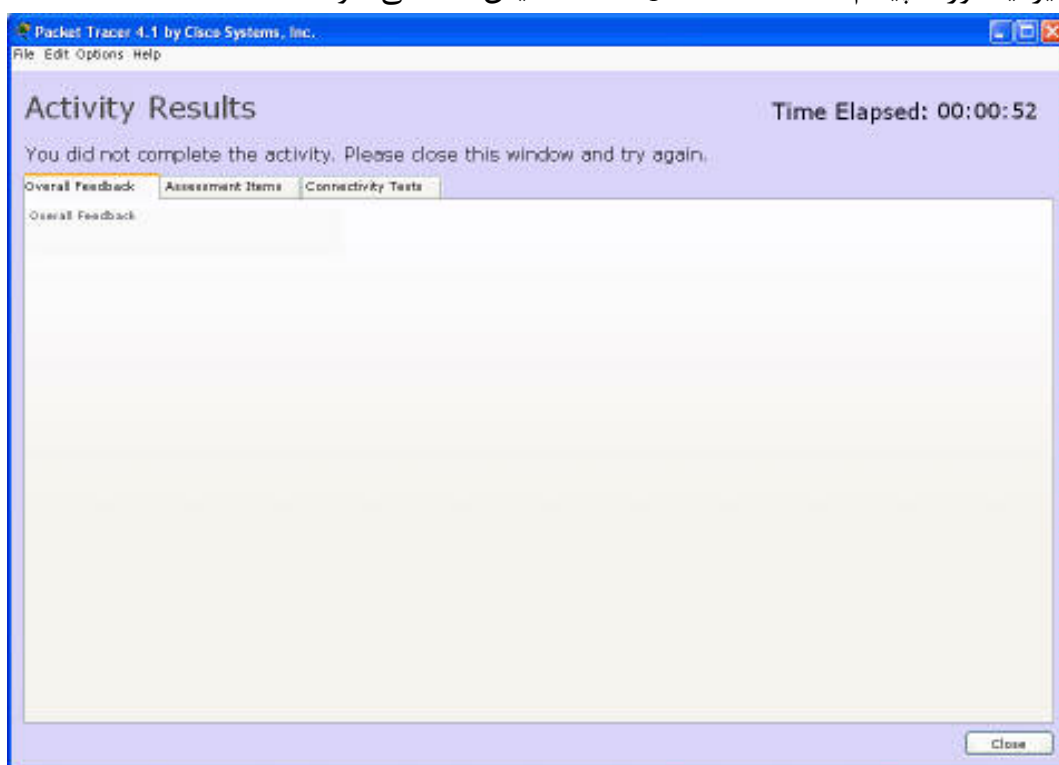 Packet Tracer 4.1 by Cisco Systems, Inc.
File Edit Options Help
Activity Results
Time Elapsed: 00:00:52
You did not complete the activity. Please close this window and try again.
Overall Feedback
Assessment Items
Connectivity Tests
Overall Feedback
Close